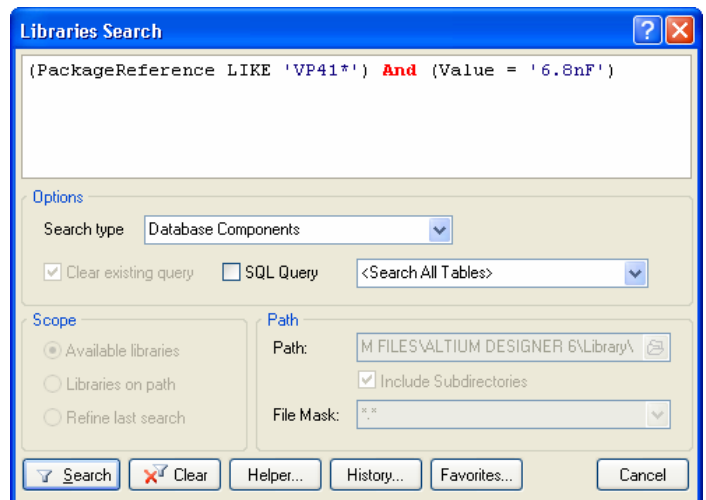 Libraries Search
(PackageReference LIKE 'VP41*') And (Value = '6.8nF')
Options
Search type Database Components
Clear existing query SQL Query <Search All Tables>
Scope Path
Available libraries Path: M FILES\ALTIUM DESIGNER 6\Library\
Libraries on path Include Subdirectories
Refine last search File Mask: *.*
Search Clear Helper... History... Favorites... Cancel